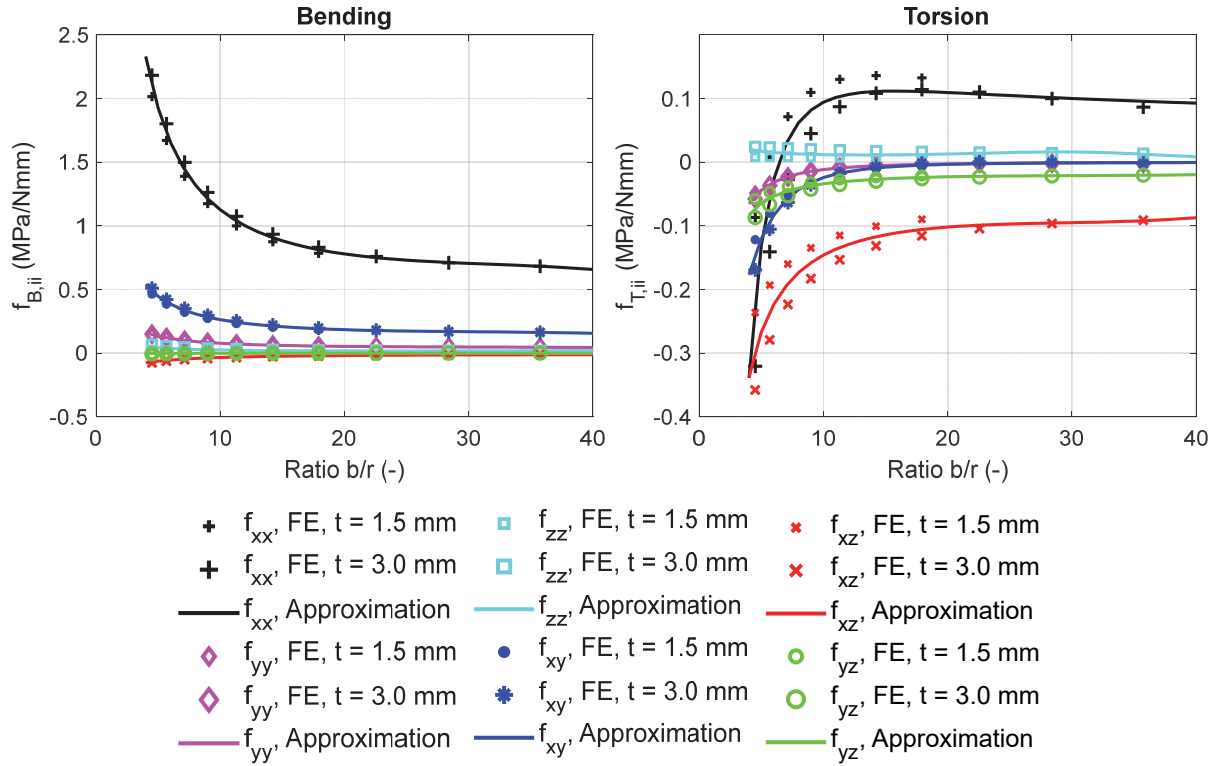 Bending
Torsion
2.5
2
1.5
1
0.5
0
-0.5
f_B,ii (MPa/Nmm)
0 10 20 30 40
Ratio b/r (-)
0.1
0
-0.1
-0.2
-0.3
-0.4
f_T,ii (MPa/Nmm)
0 10 20 30 40
Ratio b/r (-)
f_xx, FE, t = 1.5 mm
f_xx, FE, t = 3.0 mm
f_xx, Approximation
f_yy, FE, t = 1.5 mm
f_yy, FE, t = 3.0 mm
f_yy, Approximation
f_zz, FE, t = 1.5 mm
f_zz, FE, t = 3.0 mm
f_zz, Approximation
f_xy, FE, t = 1.5 mm
f_xy, FE, t = 3.0 mm
f_xy, Approximation
f_xz, FE, t = 1.5 mm
f_xz, FE, t = 3.0 mm
f_xz, Approximation
f_yz, FE, t = 1.5 mm
f_yz, FE, t = 3.0 mm
f_yz, Approximation